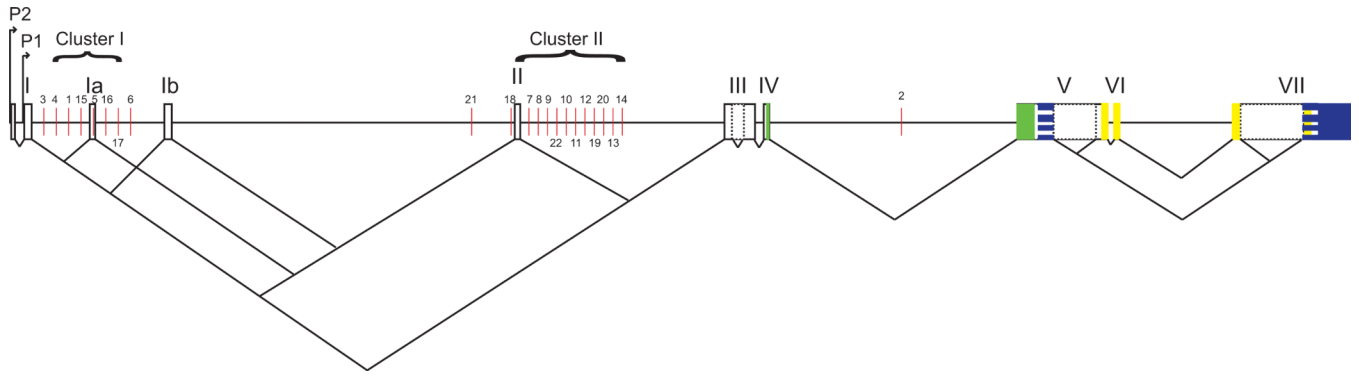 P2
P1
Cluster I
Cluster II
I
Ia
Ib
II
III
IV
V
VI
VII
3 4 1 15 5 16 6
17
21 18 7 8 9 10 12 20 14
22 11 19 13
2